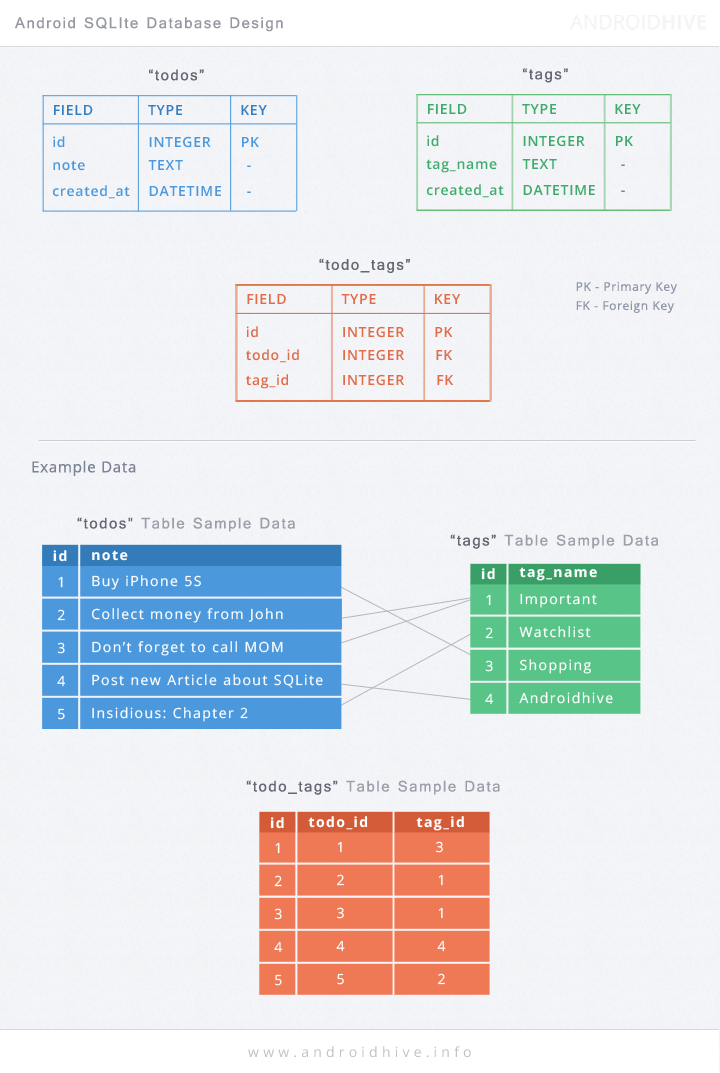 Android SQLIte Database Design
ANDROIDHIVE
“todos”
FIELD TYPE KEY
id INTEGER PK
note TEXT -
created_at DATETIME -
“tags”
FIELD TYPE KEY
id INTEGER PK
tag_name TEXT -
created_at DATETIME -
“todo_tags”
FIELD TYPE KEY
id INTEGER PK
todo_id INTEGER FK
tag_id INTEGER FK
PK - Primary Key
FK - Foreign Key
Example Data
“todos” Table Sample Data
id note
1 Buy iPhone 5S
2 Collect money from John
3 Don’t forget to call MOM
4 Post new Article about SQLite
5 Insidious: Chapter 2
“tags” Table Sample Data
id tag_name
1 Important
2 Watchlist
3 Shopping
4 Androidhive
“todo_tags” Table Sample Data
id todo_id tag_id
1 1 3
2 2 1
3 3 1
4 4 4
5 5 2
www.androidhive.info